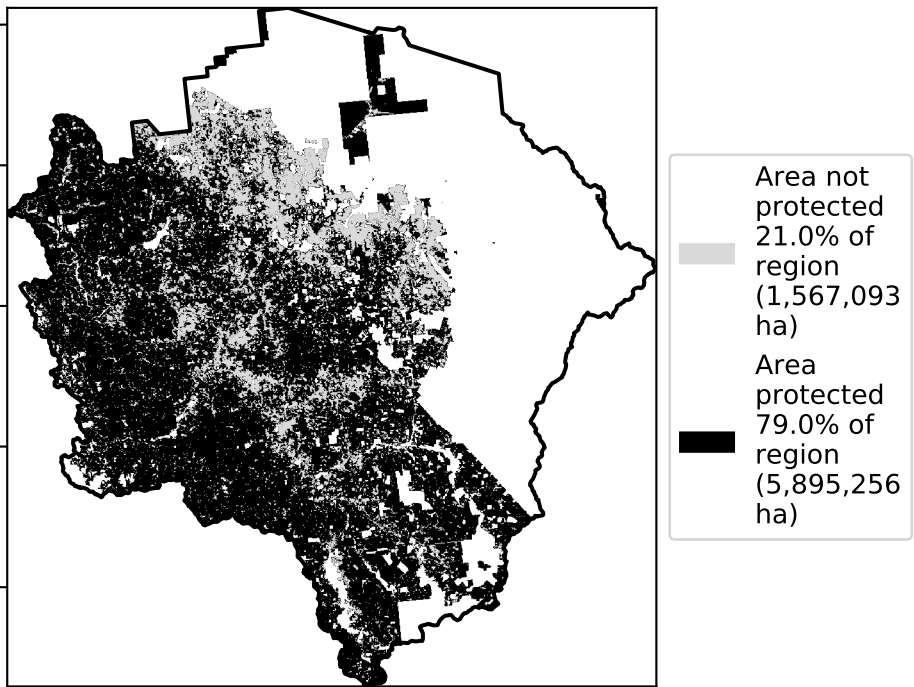 Area not
protected
21.0% of
region
(1,567,093
ha)
Area
protected
79.0% of
region
(5,895,256
ha)